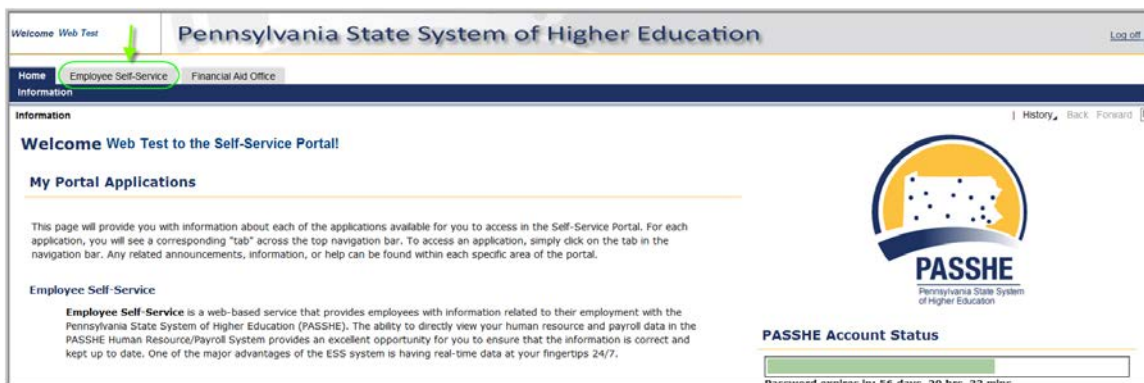 Welcome Web Test
Pennsylvania State System of Higher Education
Log off
Home Employee Self-Service Financial Aid Office
Information
Information
History Back Forward
Welcome Web Test to the Self-Service Portal!
My Portal Applications
This page will provide you with information about each of the applications available for you to access in the Self-Service Portal. For each
application, you will see a corresponding "tab" across the top navigation bar. To access an application, simply click on the tab in the
navigation bar. Any related announcements, information, or help can be found within each specific area of the portal.
Employee Self-Service
Employee Self-Service is a web-based service that provides employees with information related to their employment with the
Pennsylvania State System of Higher Education (PASSHE). The ability to directly view your human resource and payroll data in the
PASSHE Human Resource/Payroll System provides an excellent opportunity for you to ensure that the information is correct and
kept up to date. One of the major advantages of the ESS system is having real-time data at your fingertips 24/7.
PASSHE
Pennsylvania State System
of Higher Education
PASSHE Account Status
Password expires in: 56 days, 20 hrs, 23 mins